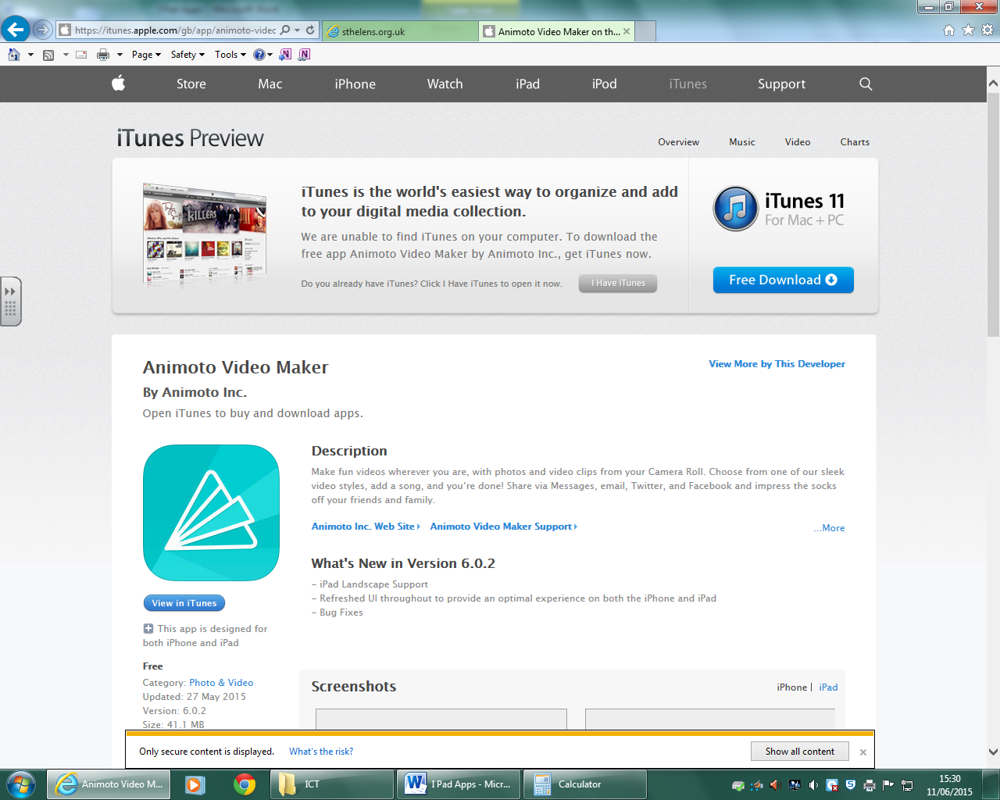 https://itunes.apple.com/gb/app/animoto-videc
sthelens.org.uk
Animoto Video Maker on th...
Page
Safety
Tools
Store
Mac
iPhone
Watch
iPad
iPod
iTunes
Support
iTunes Preview
Overview
Music
Video
Charts
KILLERS
iTunes is the world's easiest way to organize and add
to your digital media collection.
We are unable to find iTunes on your computer. To download the
free app Animoto Video Maker by Animoto Inc., get iTunes now.
Do you already have iTunes? Click I Have iTunes to open it now.
I Have iTunes
iTunes 11
For Mac + PC
Free Download
Animoto Video Maker
View More by This Developer
By Animoto Inc.
Open iTunes to buy and download apps.
Description
Make fun videos wherever you are, with photos and video clips from your Camera Roll. Choose from one of our sleek
video styles, add a song, and you're done! Share via Messages, email, Twitter, and Facebook and impress the socks
off your friends and family.
Animoto Inc. Web Site
Animoto Video Maker Support
...More
What's New in Version 6.0.2
- iPad Landscape Support
- Refreshed UI throughout to provide an optimal experience on both the iPhone and iPad
- Bug Fixes
View in iTunes
This app is designed for
both iPhone and iPad
Free
Category: Photo & Video
Updated: 27 May 2015
Version: 6.0.2
Size: 41.1 MB
Screenshots
iPhone | iPad
Only secure content is displayed.
What's the risk?
Show all content
Animoto Video M...
ICT
I Pad Apps - Micr...
Calculator
15:30
11/06/2015